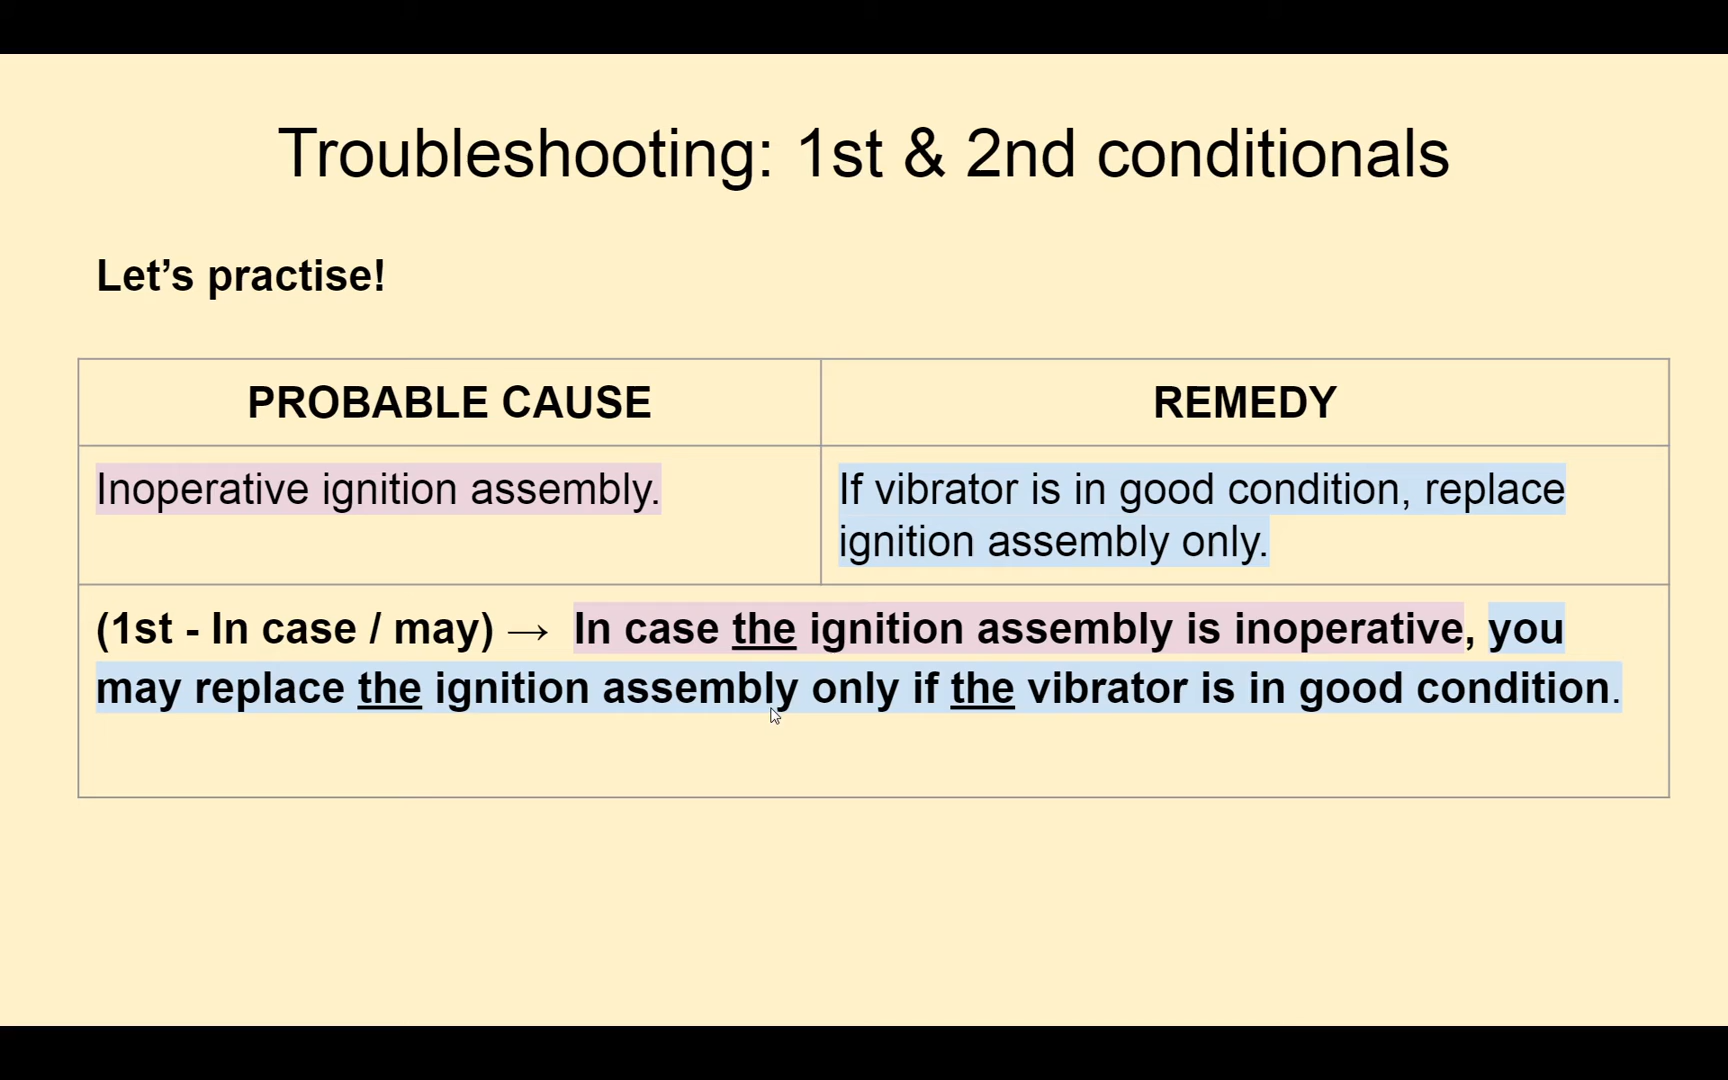 Troubleshooting: 1st & 2nd conditionals
Let’s practise!
PROBABLE CAUSE
REMEDY
Inoperative ignition assembly.
If vibrator is in good condition, replace
ignition assembly only.
(1st - In case / may) → In case the ignition assembly is inoperative, you
may replace the ignition assembly only if the vibrator is in good condition.